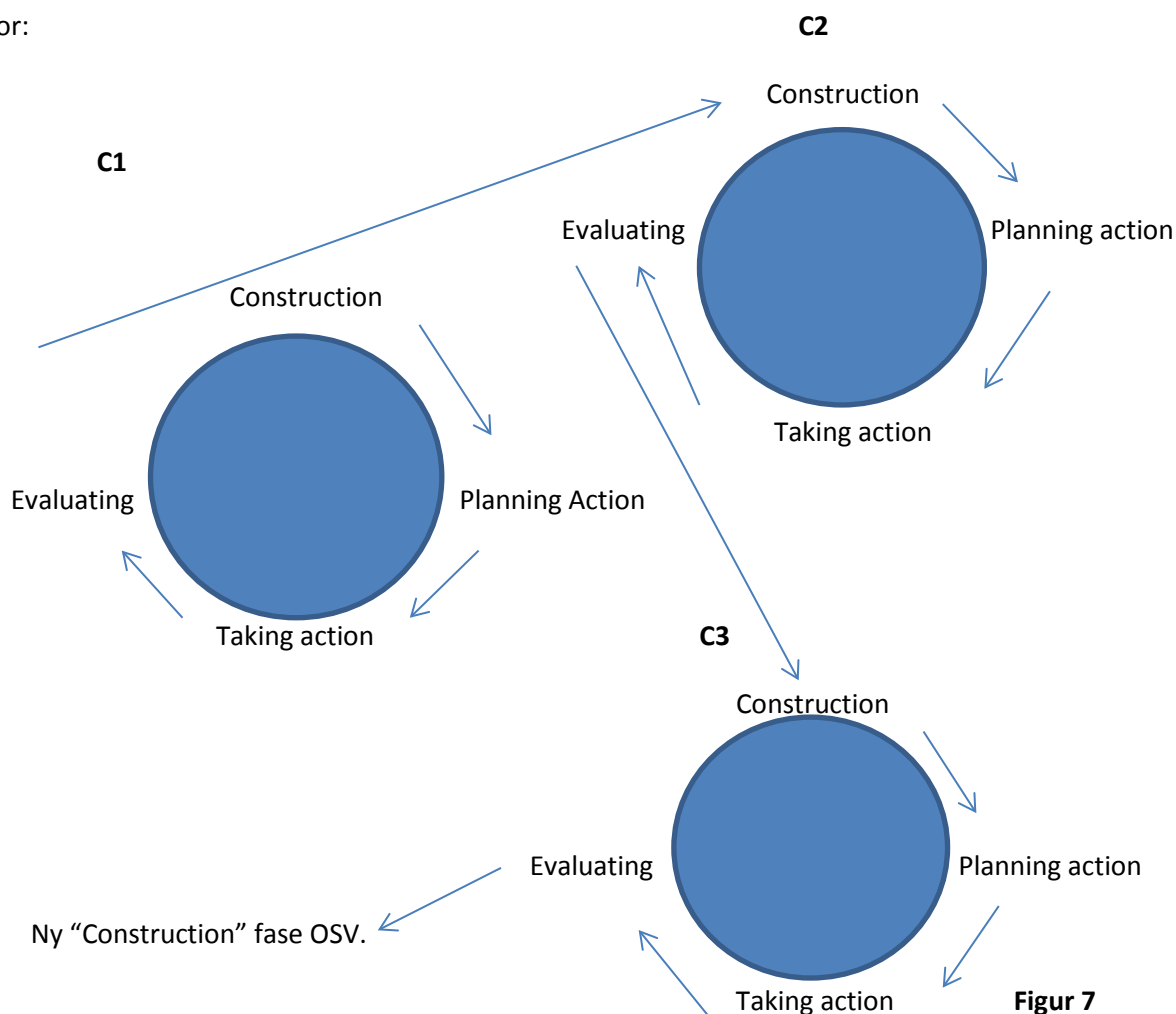 or:
C2
Construction
C1
Evaluating
Planning action
Construction
Taking action
Evaluating
Planning Action
Taking action
C3
Construction
Evaluating
Planning action
Ny “Construction” fase OSV.
Taking action
Figur 7